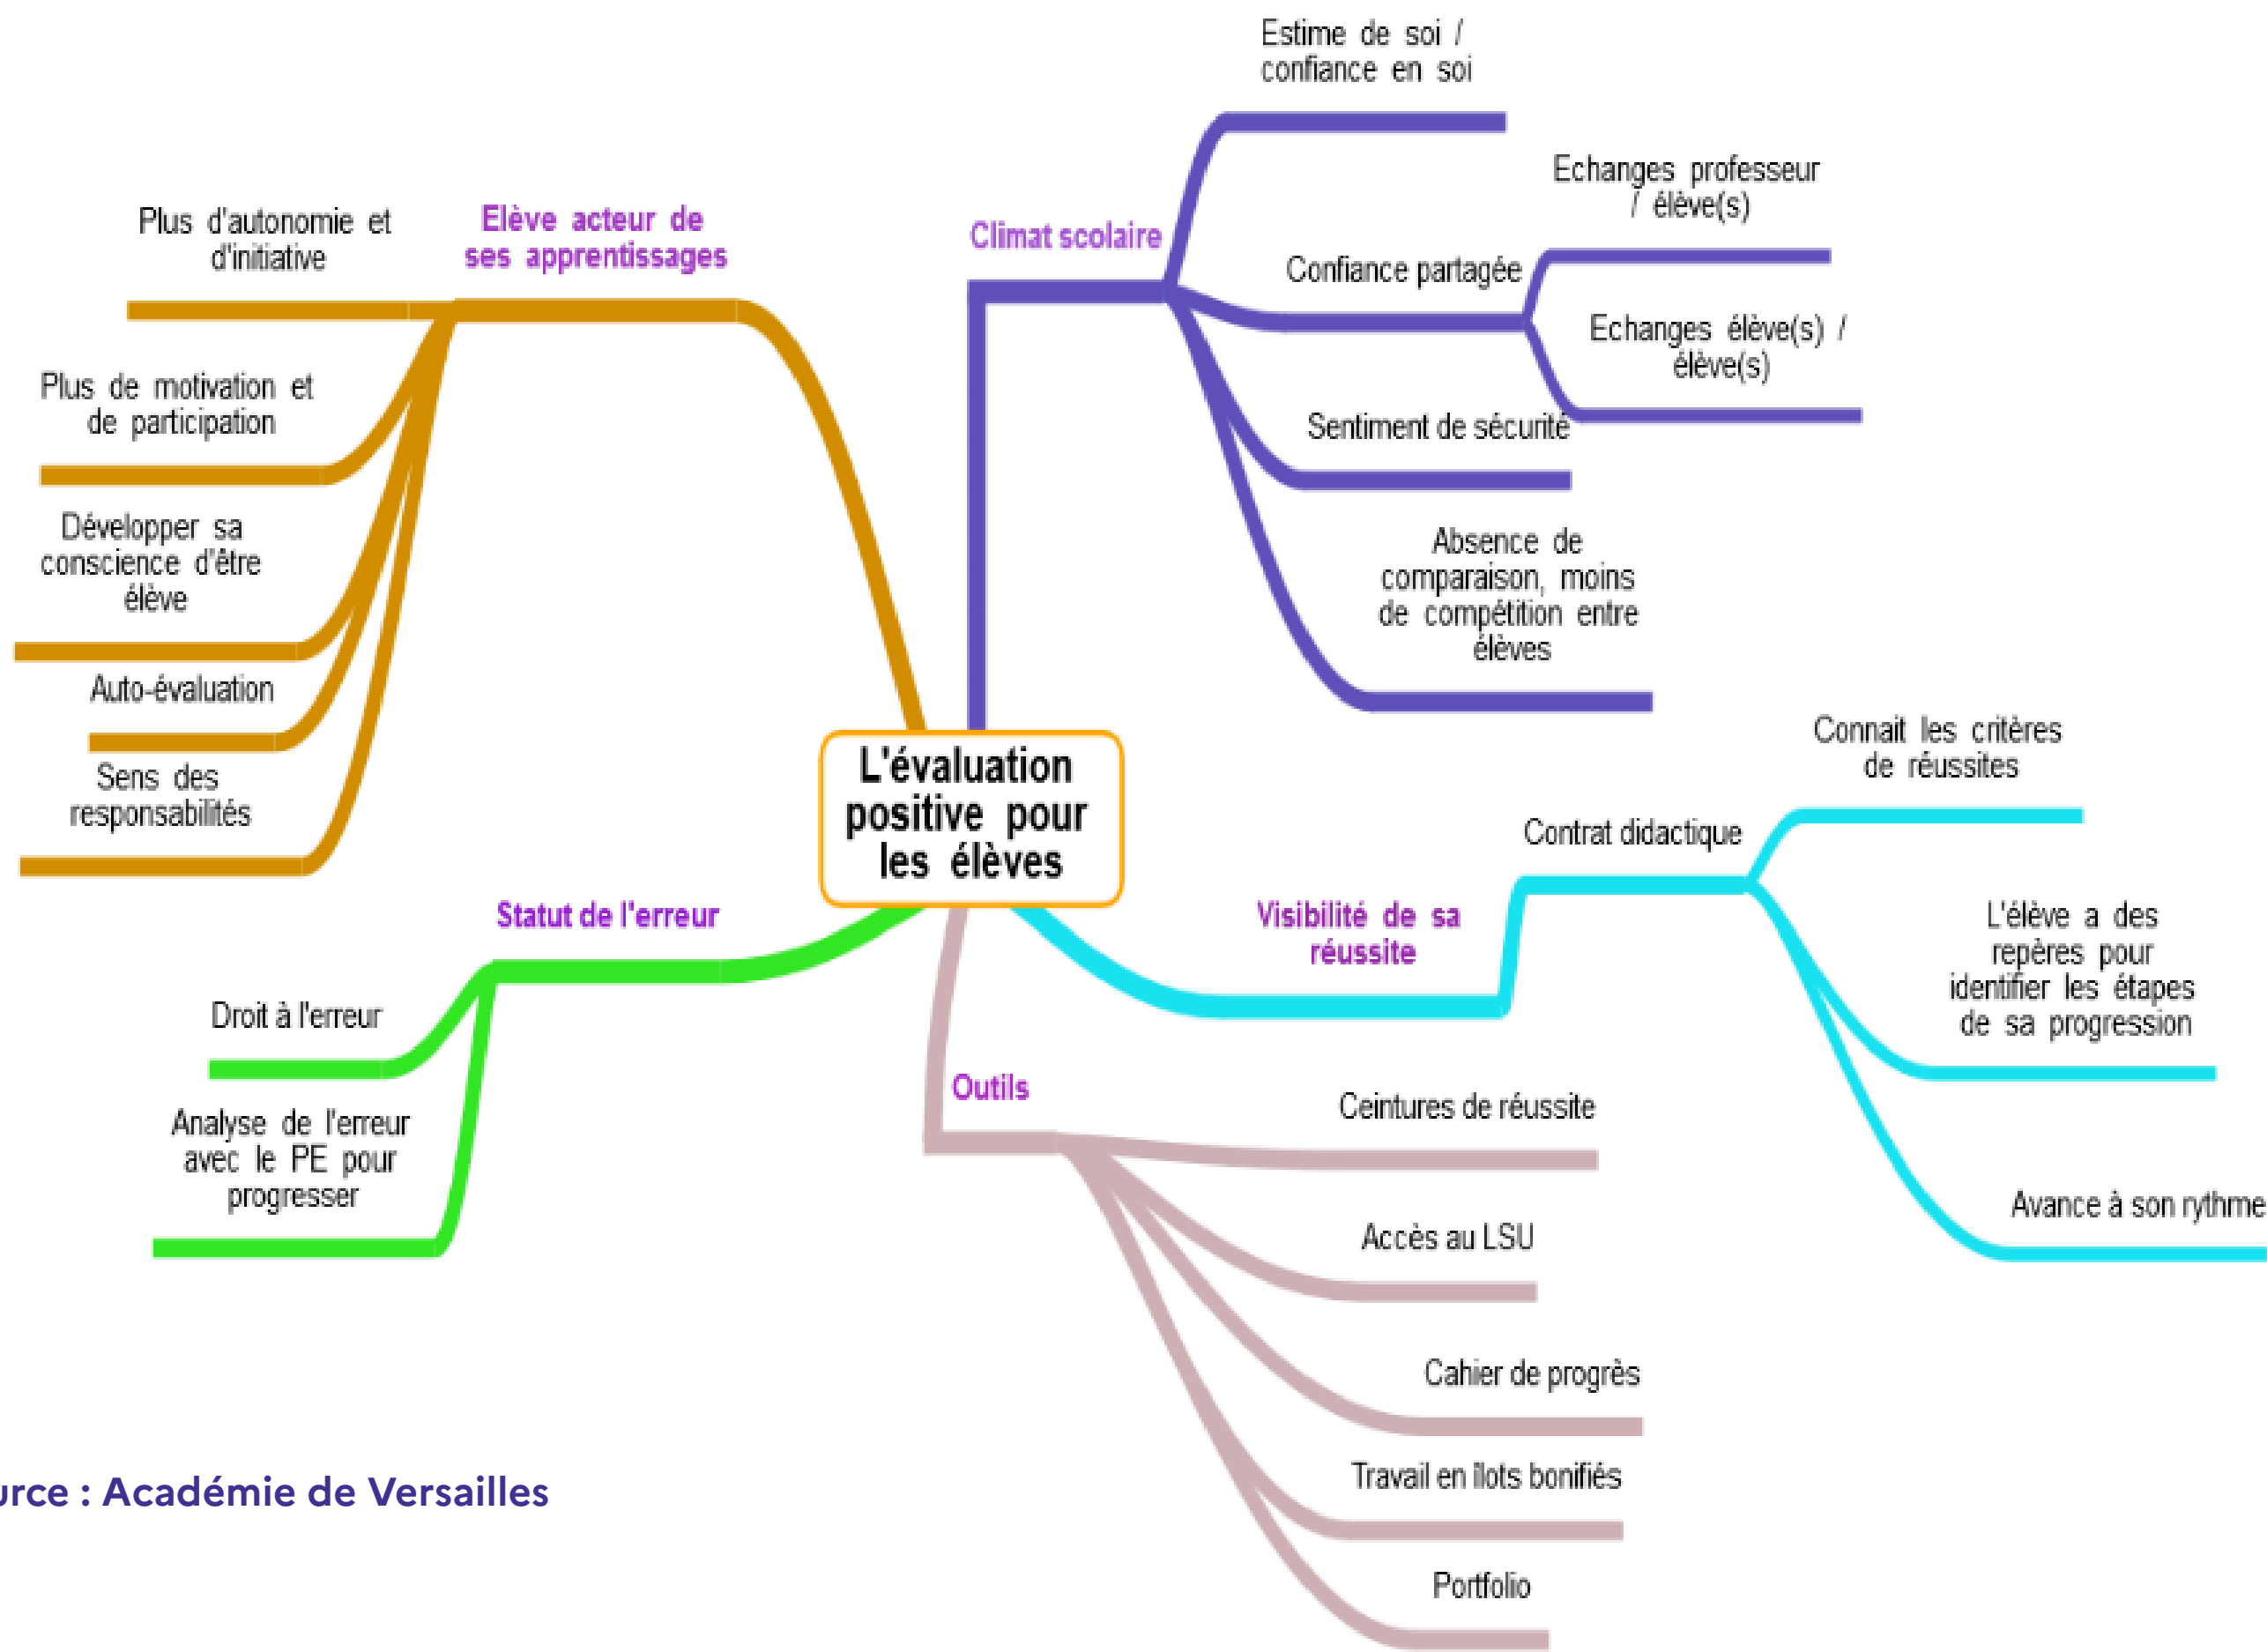 Estime de soi /
confiance en soi
Echanges professeur
/ élève(s)
Climat scolaire
Confiance partagée
Echanges élève(s) /
élève(s)
Sentiment de sécurité
Absence de
comparaison, moins
de compétition entre
élèves
Elève acteur de
ses apprentissages
Plus d'autonomie et
d'initiative
Plus de motivation et
de participation
Développer sa
conscience d'être
élève
Auto-évaluation
Sens des
responsabilités
L'évaluation
positive pour
les élèves
Statut de l'erreur
Droit à l'erreur
Analyse de l'erreur
avec le PE pour
progresser
Visibilité de sa
réussite
Contrat didactique
Connait les critères
de réussites
L'élève a des
repères pour
identifier les étapes
de sa progression
Avance à son rythme
Outils
Ceintures de réussite
Accès au LSU
Cahier de progrès
Travail en îlots bonifiés
Portfolio
urce : Académie de Versailles